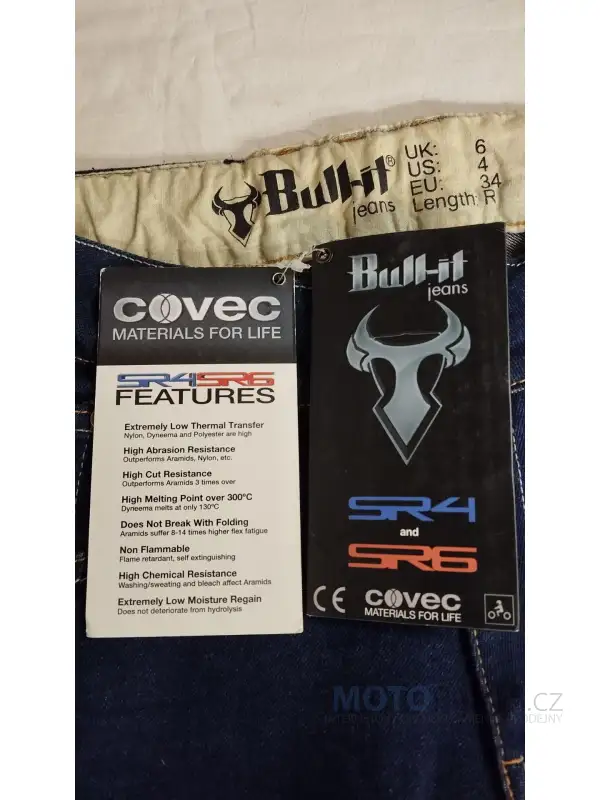 Bull-it® jeans
UK: 6
US: 4
EU: 34
Length: R
covec
MATERIALS FOR LIFE
SR4 SR6
FEATURES
Extremely Low Thermal Transfer
Nylon, Dyneema and Polyester are high
High Abrasion Resistance
Outperforms Aramids, Nylon, etc.
High Cut Resistance
Outperforms Aramids 3 times over
High Melting Point over 300ºC
Dyneema melts at only 130ºC
Does Not Break With Folding
Aramids suffer 8-14 times higher flex fatigue
Non Flammable
Flame retardant, self extinguishing
High Chemical Resistance
Washing/sweating and bleach affect Aramids
Extremely Low Moisture Regain
Does not deteriorate from hydrolysis
Bull-it
jeans
SR4
and
SR6
CE covec
MATERIALS FOR LIFE
MOTO .CZ